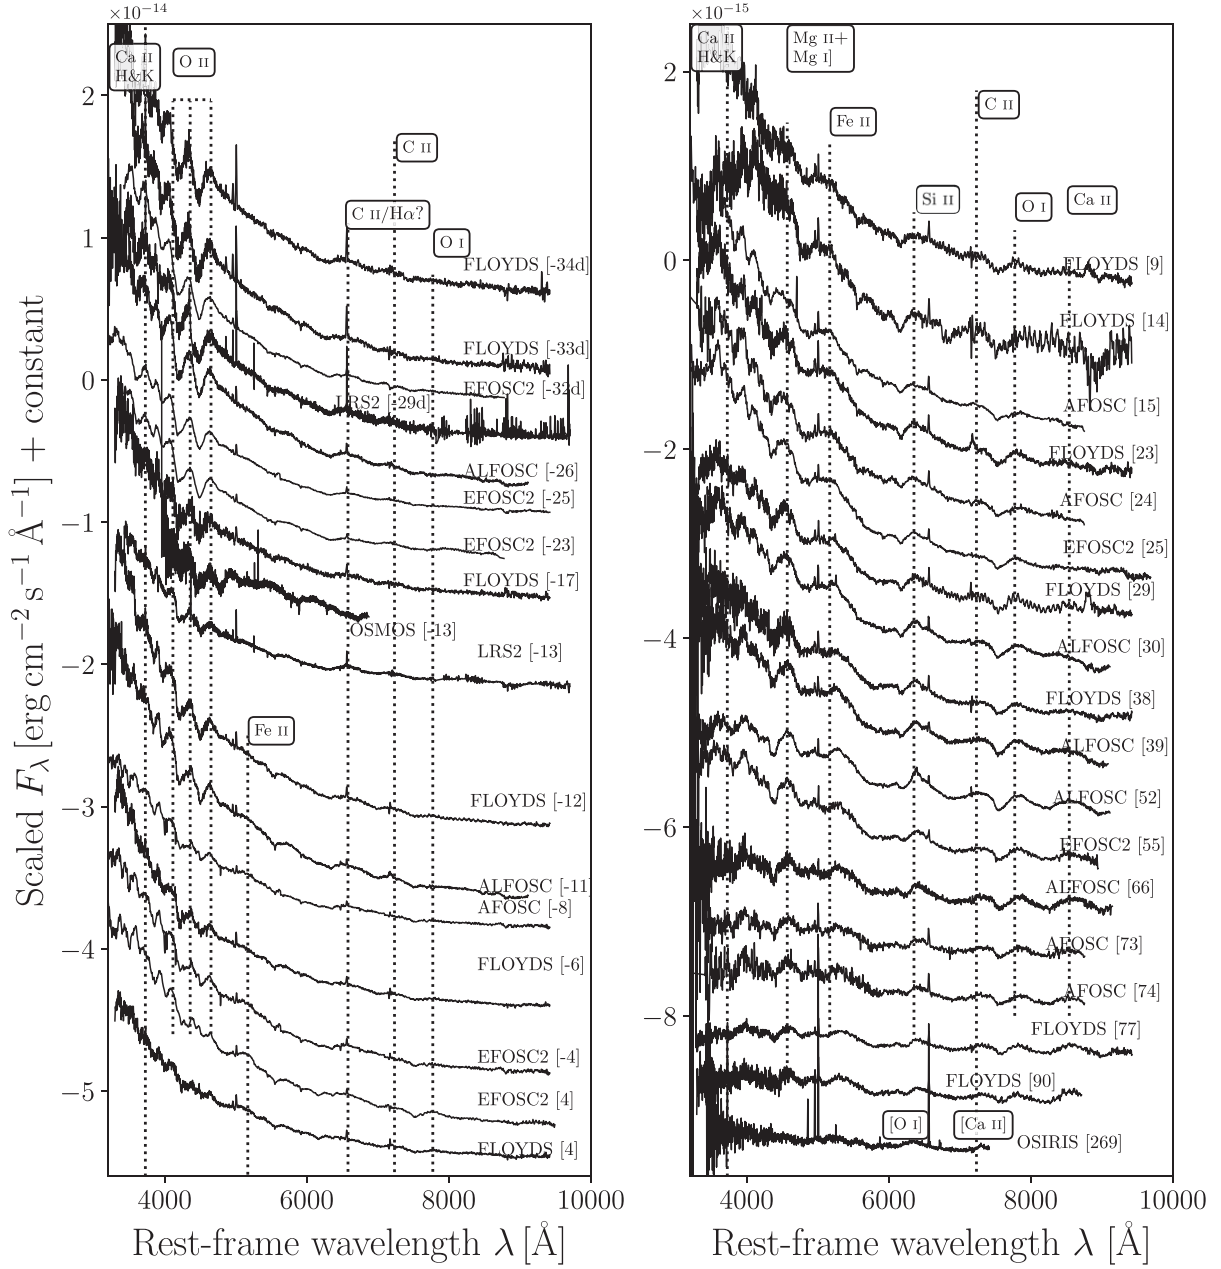 ×10−14
Ca II
H&K
O II
C II
C II/Hα?
O I
FLOYDS [-34d]
FLOYDS [-33d]
EFOSC2 [-32d]
LRS2 [-29d]
ALFOSC [-26]
EFOSC2 [-25]
EFOSC2 [-23]
FLOYDS [-17]
OSMOS [-13]
LRS2 [-13]
Fe II
FLOYDS [-12]
ALFOSC [-11]
AFOSC [-8]
FLOYDS [-6]
EFOSC2 [-4]
EFOSC2 [4]
FLOYDS [4]
2
1
0
−1
−2
−3
−4
−5
4000 6000 8000 10000
Rest-frame wavelength λ [Å]
Scaled Fλ [erg cm−2 s−1 Å−1] + constant
×10−15
Ca II
H&K
Mg II+
Mg I]
Fe II
C II
Si II
O I
Ca II
FLOYDS [9]
FLOYDS [14]
AFOSC [15]
FLOYDS [23]
AFOSC [24]
EFOSC2 [25]
FLOYDS [29]
ALFOSC [30]
FLOYDS [38]
ALFOSC [39]
ALFOSC [52]
EFOSC2 [55]
ALFOSC [66]
AFOSC [73]
AFOSC [74]
FLOYDS [77]
FLOYDS [90]
[O I]
[Ca II]
OSIRIS [269]
2
0
−2
−4
−6
−8
4000 6000 8000 10000
Rest-frame wavelength λ [Å]